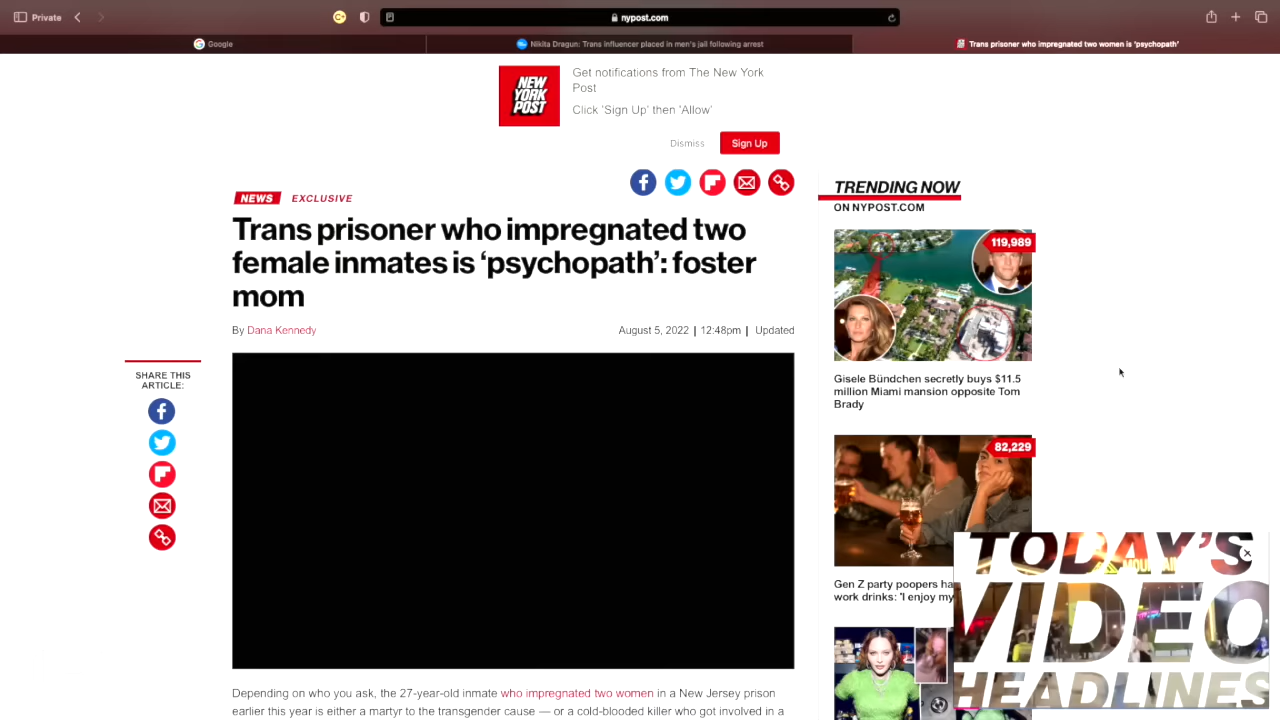 Private
nypost.com
Google
Nikita Dragun: Trans influencer placed in men's jail following arrest
Trans prisoner who impregnated two women is 'psychopath'
NEW
YORK
POST
Get notifications from The New York
Post
Click 'Sign Up' then 'Allow'
Dismiss
Sign Up
NEWS EXCLUSIVE
Trans prisoner who impregnated two
female inmates is ‘psychopath’: foster
mom
By Dana Kennedy
August 5, 2022 | 12:48pm | Updated
SHARE THIS
ARTICLE:
Depending on who you ask, the 27-year-old inmate who impregnated two women in a New Jersey prison
earlier this year is either a martyr to the transgender cause — or a cold-blooded killer who got involved in a
TRENDING NOW
ON NYPOST.COM
119,989
Gisele Bündchen secretly buys $11.5
million Miami mansion opposite Tom
Brady
82,229
Gen Z party poopers ha
work drinks: 'I enjoy my
TODAY'S
VIDEO
HEADLINES